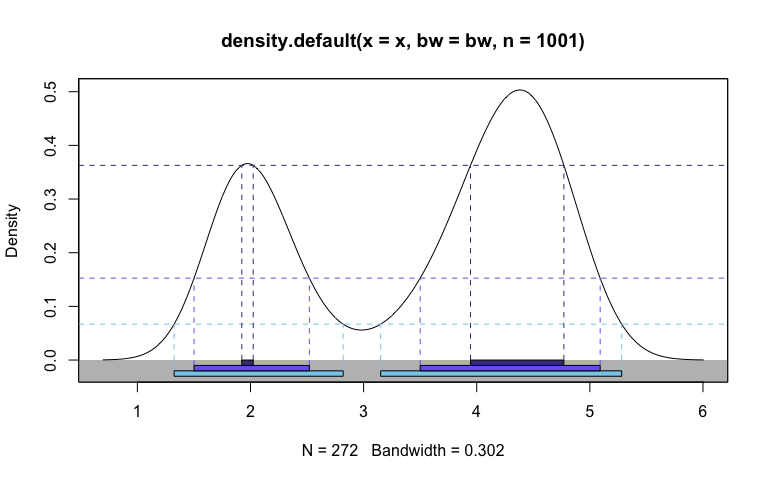 density.default(x = x, bw = bw, n = 1001)
Density
0.5
0.4
0.3
0.2
0.1
0.0
1 2 3 4 5 6
N = 272 Bandwidth = 0.302